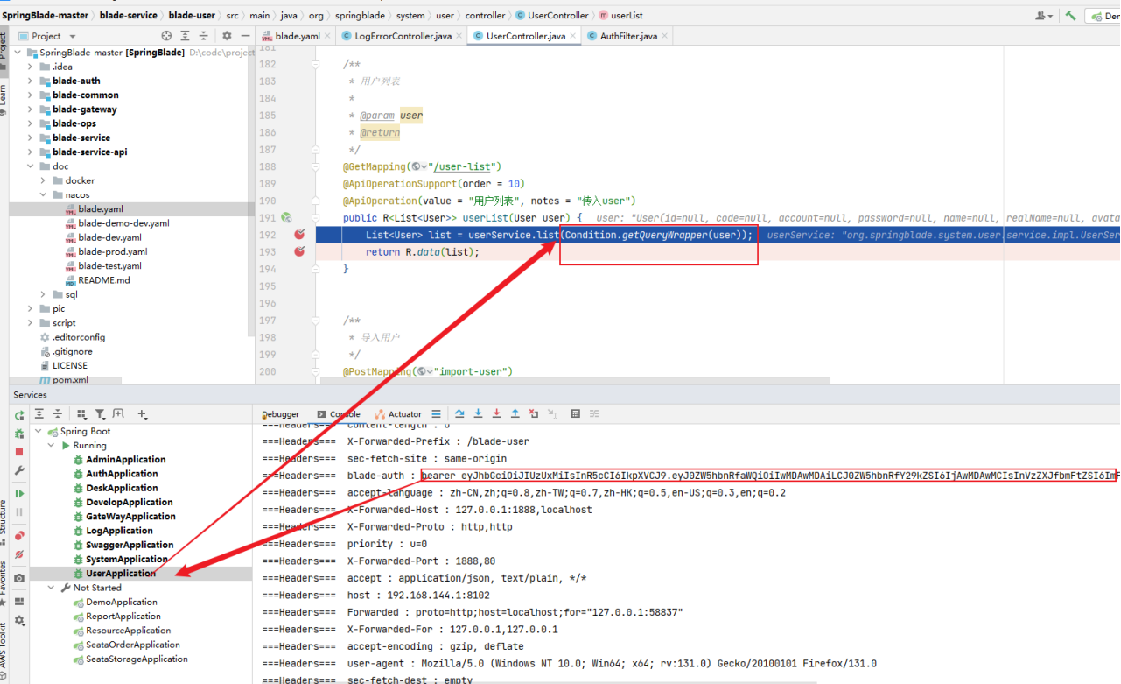 SpringBlade-master › blade-service › blade-user › src › main › java › org › springblade › system › user › controller › UserController › userList
Project
blade.yaml
LogErrorController.java
UserController.java
AuthFilter.java
SpringBlade-master [SpringBlade] D:\code\project
.idea
blade-auth
blade-common
blade-gateway
blade-ops
blade-service
blade-service-api
doc
docker
nacos
blade.yaml
blade-demo-dev.yaml
blade-dev.yaml
blade-prod.yaml
blade-test.yaml
README.md
sql
pic
script
.editorconfig
.gitignore
LICENSE
pom.xml
Project
Learn
181
182 /**
183 * 用户列表
184 *
185 * @param user
186 * @return
187 */
188 @GetMapping("/user-list")
189 @ApiOperationSupport(order = 10)
190 @ApiOperation(value = "用户列表", notes = "传入user")
191 public R<List<User>> userList(User user) { user: "User(id=null, code=null, account=null, password=null, name=null, realName=null, avata
192 List<User> list = userService.list(Condition.getQueryWrapper(user)); userService: "org.springblade.system.user.service.impl.UserSer
193 return R.data(list);
194 }
195
196
197 /**
198 * 导入用户
199 */
200 @PostMapping("import-user")
Services
Debugger
Console
Actuator
Spring Boot
Running
AdminApplication
AuthApplication
DeskApplication
DevelopApplication
GateWayApplication
LogApplication
SwaggerApplication
SystemApplication
UserApplication
Not Started
DemoApplication
ReportApplication
ResourceApplication
SeataOrderApplication
SeataStorageApplication
Structure
Favorites
AWS Toolkit
===Headers=== content-length : 0
===Headers=== X-Forwarded-Prefix : /blade-user
===Headers=== sec-fetch-site : same-origin
===Headers=== blade-auth : bearer
===Headers=== accept-language : zh-CN,zh;q=0.8,zh-TW;q=0.7,zh-HK;q=0.5,en-US;q=0.3,en;q=0.2
===Headers=== X-Forwarded-Host : 127.0.0.1:1888,localhost
===Headers=== X-Forwarded-Proto : http,http
===Headers=== priority : u=0
===Headers=== X-Forwarded-Port : 1888,80
===Headers=== accept : application/json, text/plain, */*
===Headers=== host : 192.168.144.1:8102
===Headers=== Forwarded : proto=http;host=localhost;for="127.0.0.1:58837"
===Headers=== X-Forwarded-For : 127.0.0.1,127.0.0.1
===Headers=== accept-encoding : gzip, deflate
===Headers=== user-agent : Mozilla/5.0 (Windows NT 10.0; Win64; x64; rv:131.0) Gecko/20100101 Firefox/131.0
===Headers=== sec-fetch-dest : empty